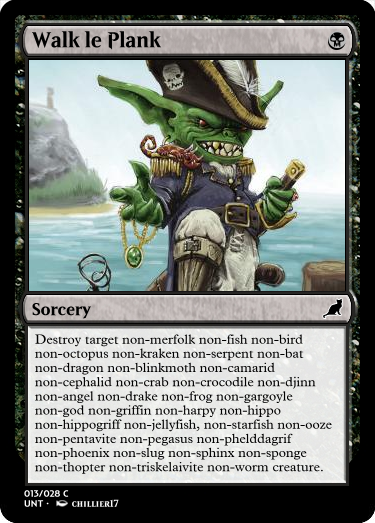 Walk le Plank
Sorcery
Destroy target non-merfolk non-fish non-bird
non-octopus non-kraken non-serpent non-bat
non-dragon non-blinkmoth non-camarid
non-cephalid non-crab non-crocodile non-djinn
non-angel non-drake non-frog non-gargoyle
non-god non-griffin non-harpy non-hippo
non-hippogriff non-jellyfish, non-starfish non-ooze
non-pentavite non-pegasus non-phelddagrif
non-phoenix non-slug non-sphinx non-sponge
non-thopter non-triskelaivite non-worm creature.
013/028 C
UNT • CHILLIER17